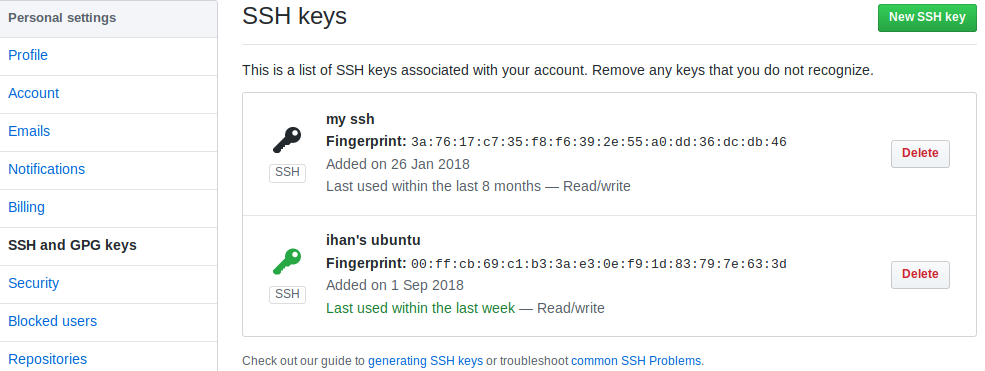 Personal settings
Profile
Account
Emails
Notifications
Billing
SSH and GPG keys
Security
Blocked users
Repositories
SSH keys
New SSH key
This is a list of SSH keys associated with your account. Remove any keys that you do not recognize.
my ssh
Fingerprint: 3a:76:17:c7:35:f8:f6:39:2e:55:a0:dd:36:dc:db:46
Added on 26 Jan 2018
Last used within the last 8 months — Read/write
SSH
Delete
ihan's ubuntu
Fingerprint: 00:ff:cb:69:c1:b3:3a:e3:0e:f9:1d:83:79:7e:63:3d
Added on 1 Sep 2018
Last used within the last week — Read/write
SSH
Delete
Check out our guide to generating SSH keys or troubleshoot common SSH Problems.